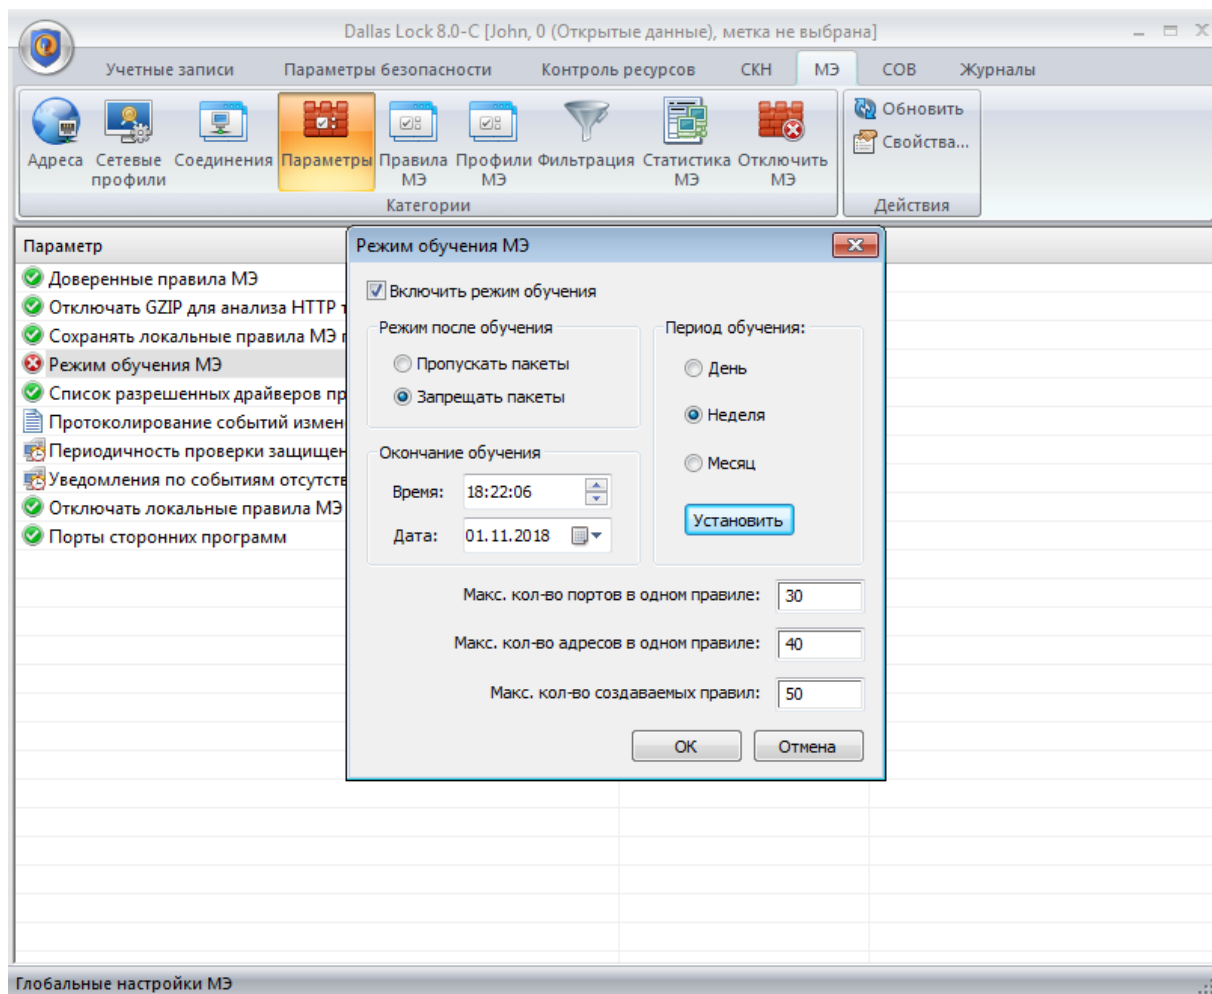 Dallas Lock 8.0-C [John, 0 (Открытые данные), метка не выбрана]
Учетные записи Параметры безопасности Контроль ресурсов СКН МЭ СОВ Журналы
Адреса Сетевые профили Соединения Параметры Правила МЭ Профили МЭ Фильтрация Статистика МЭ Отключить МЭ
Категории
Обновить
Свойства...
Действия
Параметр
Доверенные правила МЭ
Отключать GZIP для анализа HTTP
Сохранять локальные правила МЭ
Режим обучения МЭ
Список разрешенных драйверов пр
Протоколирование событий измен
Периодичность проверки защищен
Уведомления по событиям отсутств
Отключать локальные правила МЭ
Порты сторонних программ
Режим обучения МЭ
Включить режим обучения
Режим после обучения
Пропускать пакеты
Запрещать пакеты
Окончание обучения
Время: 18:22:06
Дата: 01.11.2018
Период обучения:
День
Неделя
Месяц
Установить
Макс. кол-во портов в одном правиле: 30
Макс. кол-во адресов в одном правиле: 40
Макс. кол-во создаваемых правил: 50
ОК Отмена
Глобальные настройки МЭ